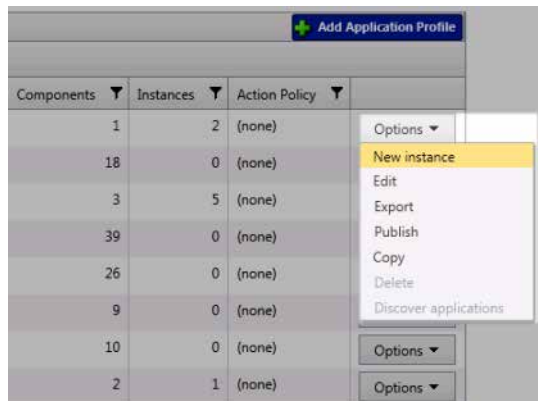 Add Application Profile
Components Instances Action Policy
1 2 (none) Options
New instance
18 0 (none)
Edit
3 5 (none) Export
Publish
39 0 (none)
Copy
26 0 (none) Delete
9 0 (none) Discover applications
10 0 (none) Options
2 1 (none) Options